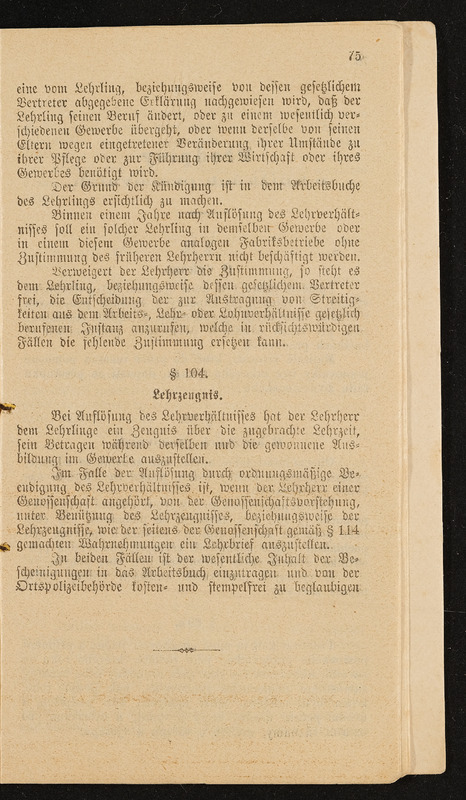 75
eine vom Lehrling, beziehungsweise von dessen gesetzlichem
Vertreter abgegebene Erklärung nachgewiesen wird, daß der
Lehrling seinen Beruf ändert, oder zu einem wesentlich ver-
schiedenen Gewerbe übergeht, oder wenn derselbe von seinen
Eltern wegen eingetretener Veränderung ihrer Umstände zu
ihrer Pflege oder zur Führung ihrer Wirtschaft oder ihres
Gewerbes benötigt wird.
Der Grund der Kündigung ist in dem Arbeitsbuche
des Lehrlings ersichtlich zu machen.
Binnen einem Jahre nach Auflösung des Lehrverhält-
nisses soll ein solcher Lehrling in demselben Gewerbe oder
in einem diesem Gewerbe analogen Fabriksbetriebe ohne
Zustimmung des früheren Lehrherrn nicht beschäftigt werden.
Verweigert der Lehrherr die Zustimmung, so steht es
dem Lehrling, beziehungsweise dessen gesetzlichem Vertreter
frei, die Entscheidung der zur Austragung von Streitig-
keiten aus dem Arbeits-, Lehr- oder Lohnverhältnisse gesetzlich
berufenen Instanz anzurufen, welche in rücksichtswürdigen
Fällen die fehlende Zustimmung ersetzen kann.
§ 104.
Lehrzeugnis.
Bei Auflösung des Lehrverhältnisses hat der Lehrherr
dem Lehrlinge ein Zeugnis über die zugebrachte Lehrzeit,
sein Betragen während derselben und die gewonnene Aus-
bildung im Gewerbe auszustellen.
Im Falle der Auflösung durch ordnungsmäßige Be-
endigung des Lehrverhältnisses ist, wenn der Lehrherr einer
Genossenschaft angehört, von der Genossenschaftsvorstehung,
unter Benützung des Lehrzeugnisses, beziehungsweise der
Lehrzeugnisse, wie der seitens der Genossenschaft gemäß § 114
gemachten Wahrnehmungen ein Lehrbrief auszustellen.
In beiden Fällen ist der wesentliche Inhalt der Be-
scheinigungen in das Arbeitsbuch einzutragen und von der
Ortspolizeibehörde kosten- und stempelfrei zu beglaubigen